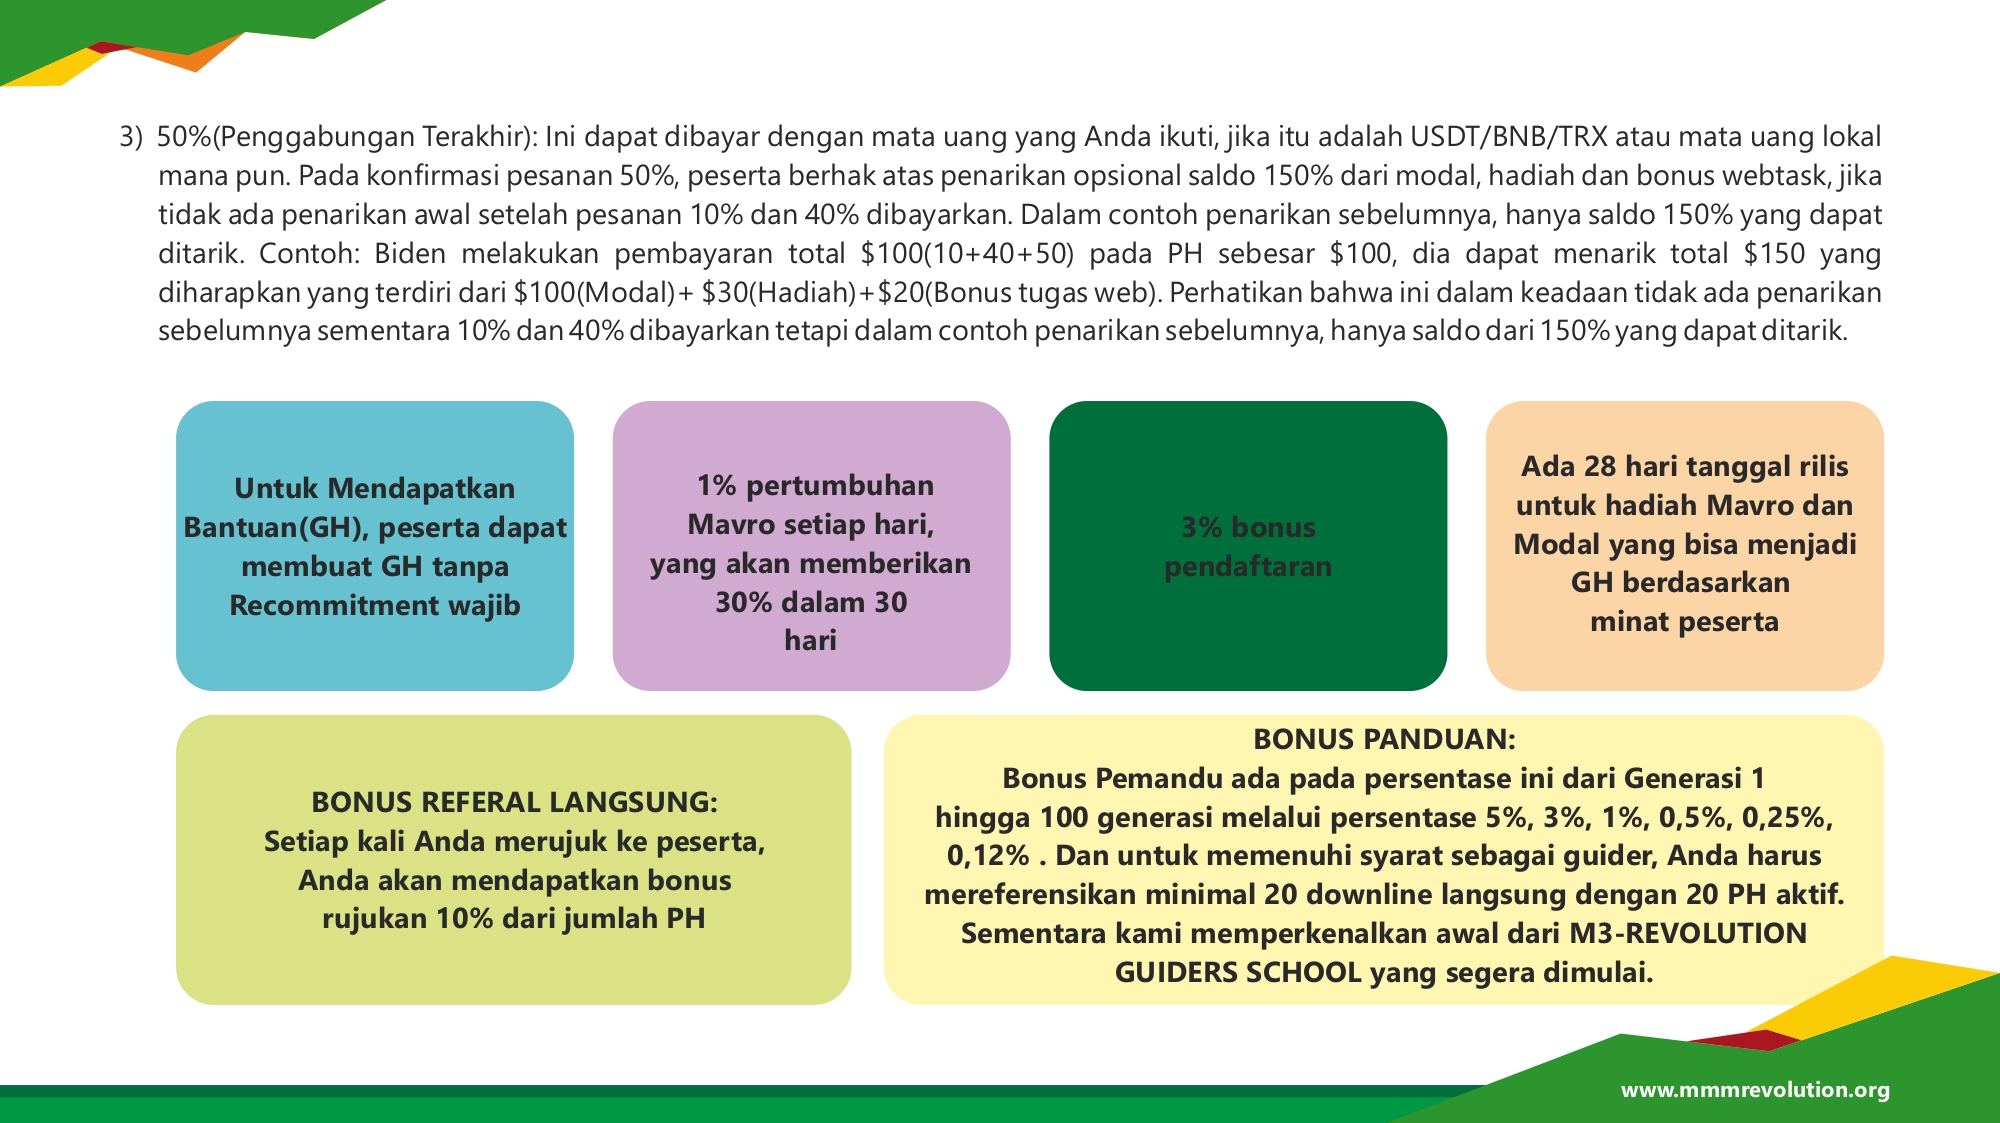 3) 50%(Penggabungan Terakhir): Ini dapat dibayar dengan mata uang yang Anda ikuti, jika itu adalah USDT/BNB/TRX atau mata uang lokal
mana pun. Pada konfirmasi pesanan 50%, peserta berhak atas penarikan opsional saldo 150% dari modal, hadiah dan bonus webtask, jika
tidak ada penarikan awal setelah pesanan 10% dan 40% dibayarkan. Dalam contoh penarikan sebelumnya, hanya saldo 150% yang dapat
ditarik. Contoh: Biden melakukan pembayaran total $100(10+40+50) pada PH sebesar $100, dia dapat menarik total $150 yang
diharapkan yang terdiri dari $100(Modal)+ $30(Hadiah)+$20(Bonus tugas web). Perhatikan bahwa ini dalam keadaan tidak ada penarikan
sebelumnya sementara 10% dan 40% dibayarkan tetapi dalam contoh penarikan sebelumnya, hanya saldo dari 150% yang dapat ditarik.
Untuk Mendapatkan
Bantuan(GH), peserta dapat
membuat GH tanpa
Recommitment wajib
1% pertumbuhan
Mavro setiap hari,
yang akan memberikan
30% dalam 30
hari
3% bonus
pendaftaran
Ada 28 hari tanggal rilis
untuk hadiah Mavro dan
Modal yang bisa menjadi
GH berdasarkan
minat peserta
BONUS REFERAL LANGSUNG:
Setiap kali Anda merujuk ke peserta,
Anda akan mendapatkan bonus
rujukan 10% dari jumlah PH
BONUS PANDUAN:
Bonus Pemandu ada pada persentase ini dari Generasi 1
hingga 100 generasi melalui persentase 5%, 3%, 1%, 0,5%, 0,25%,
0,12% . Dan untuk memenuhi syarat sebagai guider, Anda harus
mereferensikan minimal 20 downline langsung dengan 20 PH aktif.
Sementara kami memperkenalkan awal dari M3-REVOLUTION
GUIDERS SCHOOL yang segera dimulai.
www.mmmrevolution.org